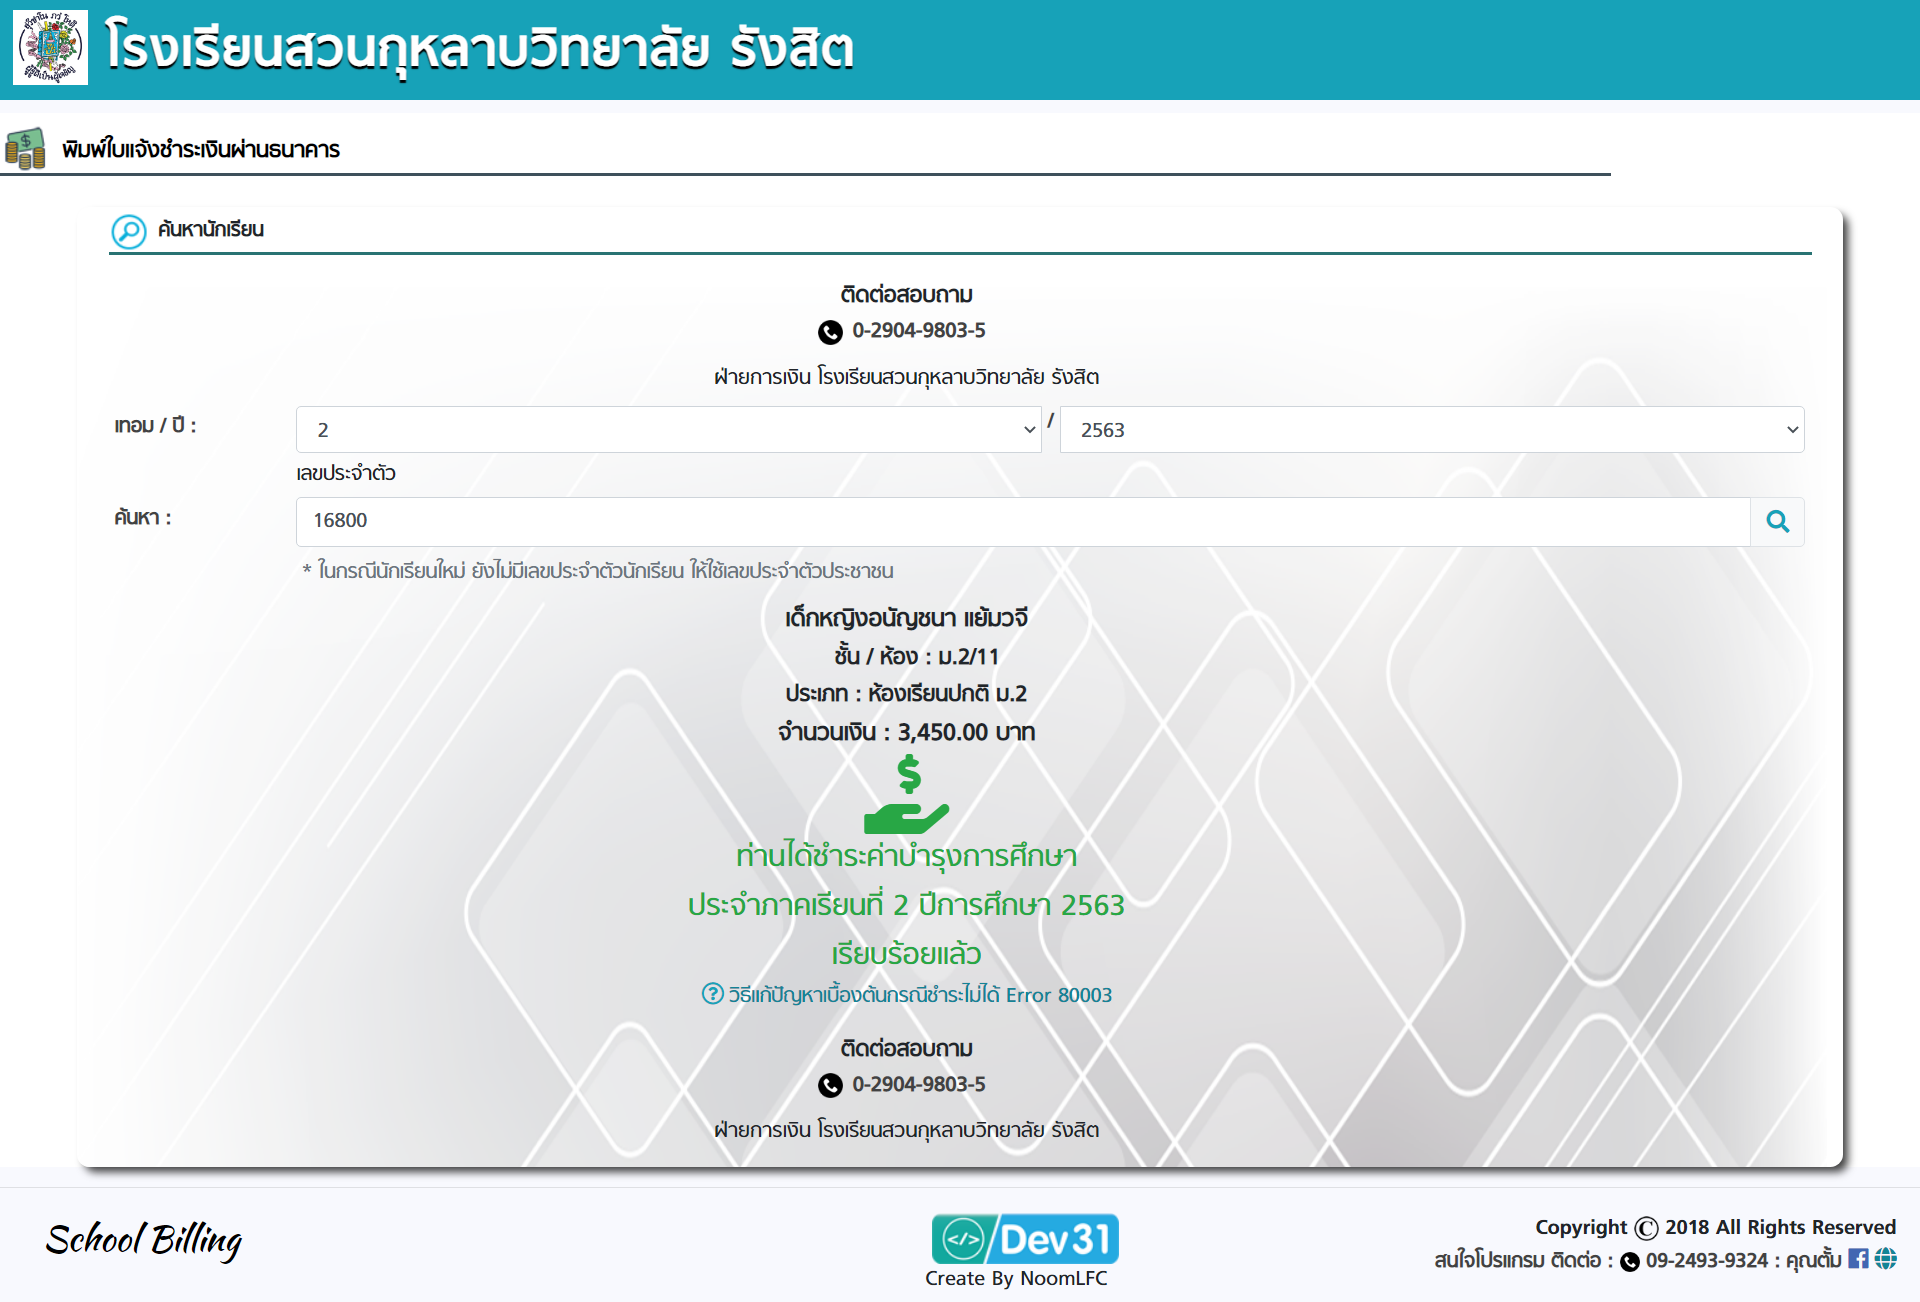 โรงเรียนสวนกุหลาบวิทยาลัย รังสิต
พิมพ์ใบแจ้งชำระเงินผ่านธนาคาร
ค้นหานักเรียน
ติดต่อสอบถาม
0-2904-9803-5
ฝ่ายการเงิน โรงเรียนสวนกุหลาบวิทยาลัย รังสิต
เทอม / ปี : 2 / 2563
เลขประจำตัว
ค้นหา : 16800
* ในกรณีนักเรียนใหม่ ยังไม่มีเลขประจำตัวนักเรียน ให้ใช้เลขประจำตัวประชาชน
เด็กหญิงอนัญชนา แย้มวจี
ชั้น / ห้อง : ม.2/11
ประเภท : ห้องเรียนปกติ ม.2
จำนวนเงิน : 3,450.00 บาท
ท่านได้ชำระค่าบำรุงการศึกษา
ประจำภาคเรียนที่ 2 ปีการศึกษา 2563
เรียบร้อยแล้ว
วิธีแก้ปัญหาเบื้องต้นกรณีชำระไม่ได้ Error 80003
ติดต่อสอบถาม
0-2904-9803-5
ฝ่ายการเงิน โรงเรียนสวนกุหลาบวิทยาลัย รังสิต
School Billing
</> Dev31
Create By NoomLFC
Copyright © 2018 All Rights Reserved
สนใจโปรแกรม ติดต่อ : 09-2493-9324 : คุณตั้ม